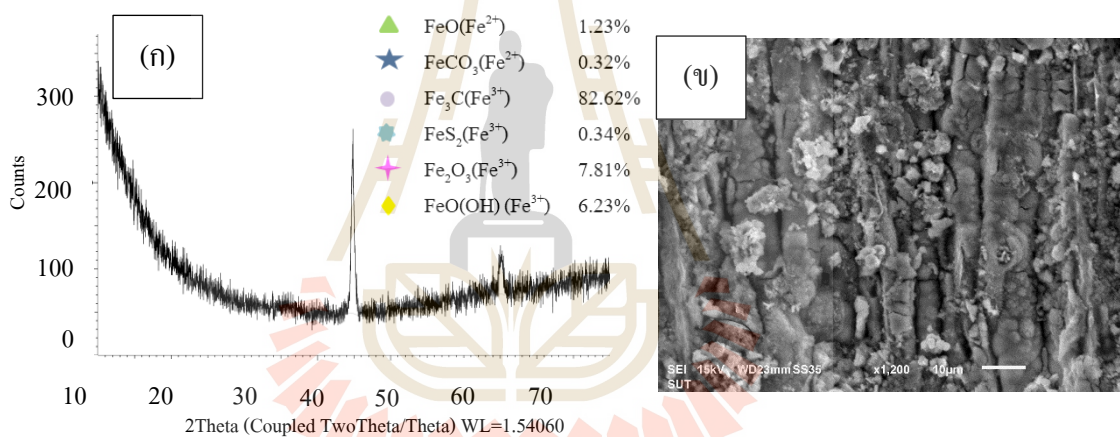 (ก)
FeO(Fe²⁺) 1.23%
FeCO₃(Fe²⁺) 0.32%
Fe₃C(Fe³⁺) 82.62%
FeS₂(Fe³⁺) 0.34%
Fe₂O₃(Fe³⁺) 7.81%
FeO(OH) (Fe³⁺) 6.23%
Counts
300
200
100
0
10 20 30 40 50 60 70
2Theta (Coupled TwoTheta/Theta) WL=1.54060
(ข)
SEI 15kV WD23mm SS35 x1,200 10µm
SUT